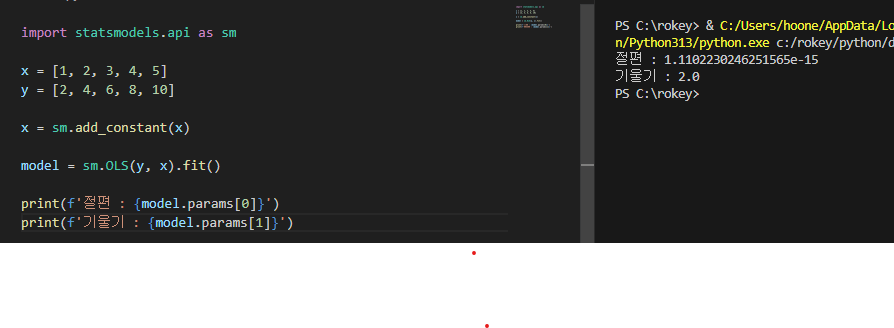 import statsmodels.api as sm
x = [1, 2, 3, 4, 5]
y = [2, 4, 6, 8, 10]
x = sm.add_constant(x)
model = sm.OLS(y, x).fit()
print(f'절편 : {model.params[0]}')
print(f'기울기 : {model.params[1]}')
PS C:\rokey> & C:/Users/hoone/AppData/Lo
n/Python313/python.exe c:/rokey/python/d
절편 : 1.1102230246251565e-15
기울기 : 2.0
PS C:\rokey>